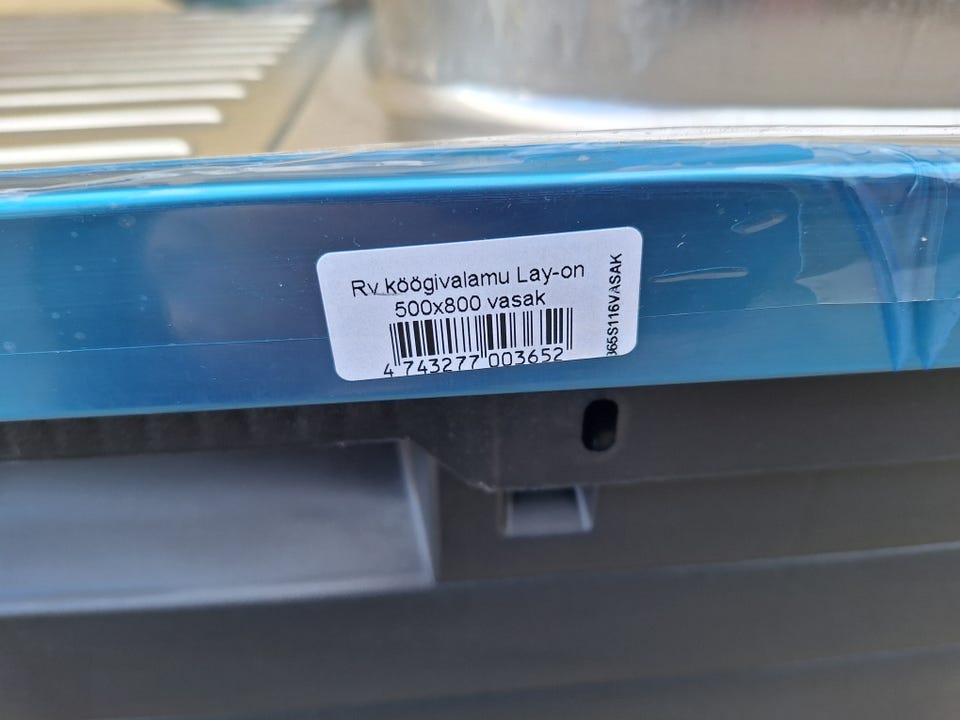 Rv köögivalamu Lay-on
500x800 vasak
4 743277 003652
365S116VASAK